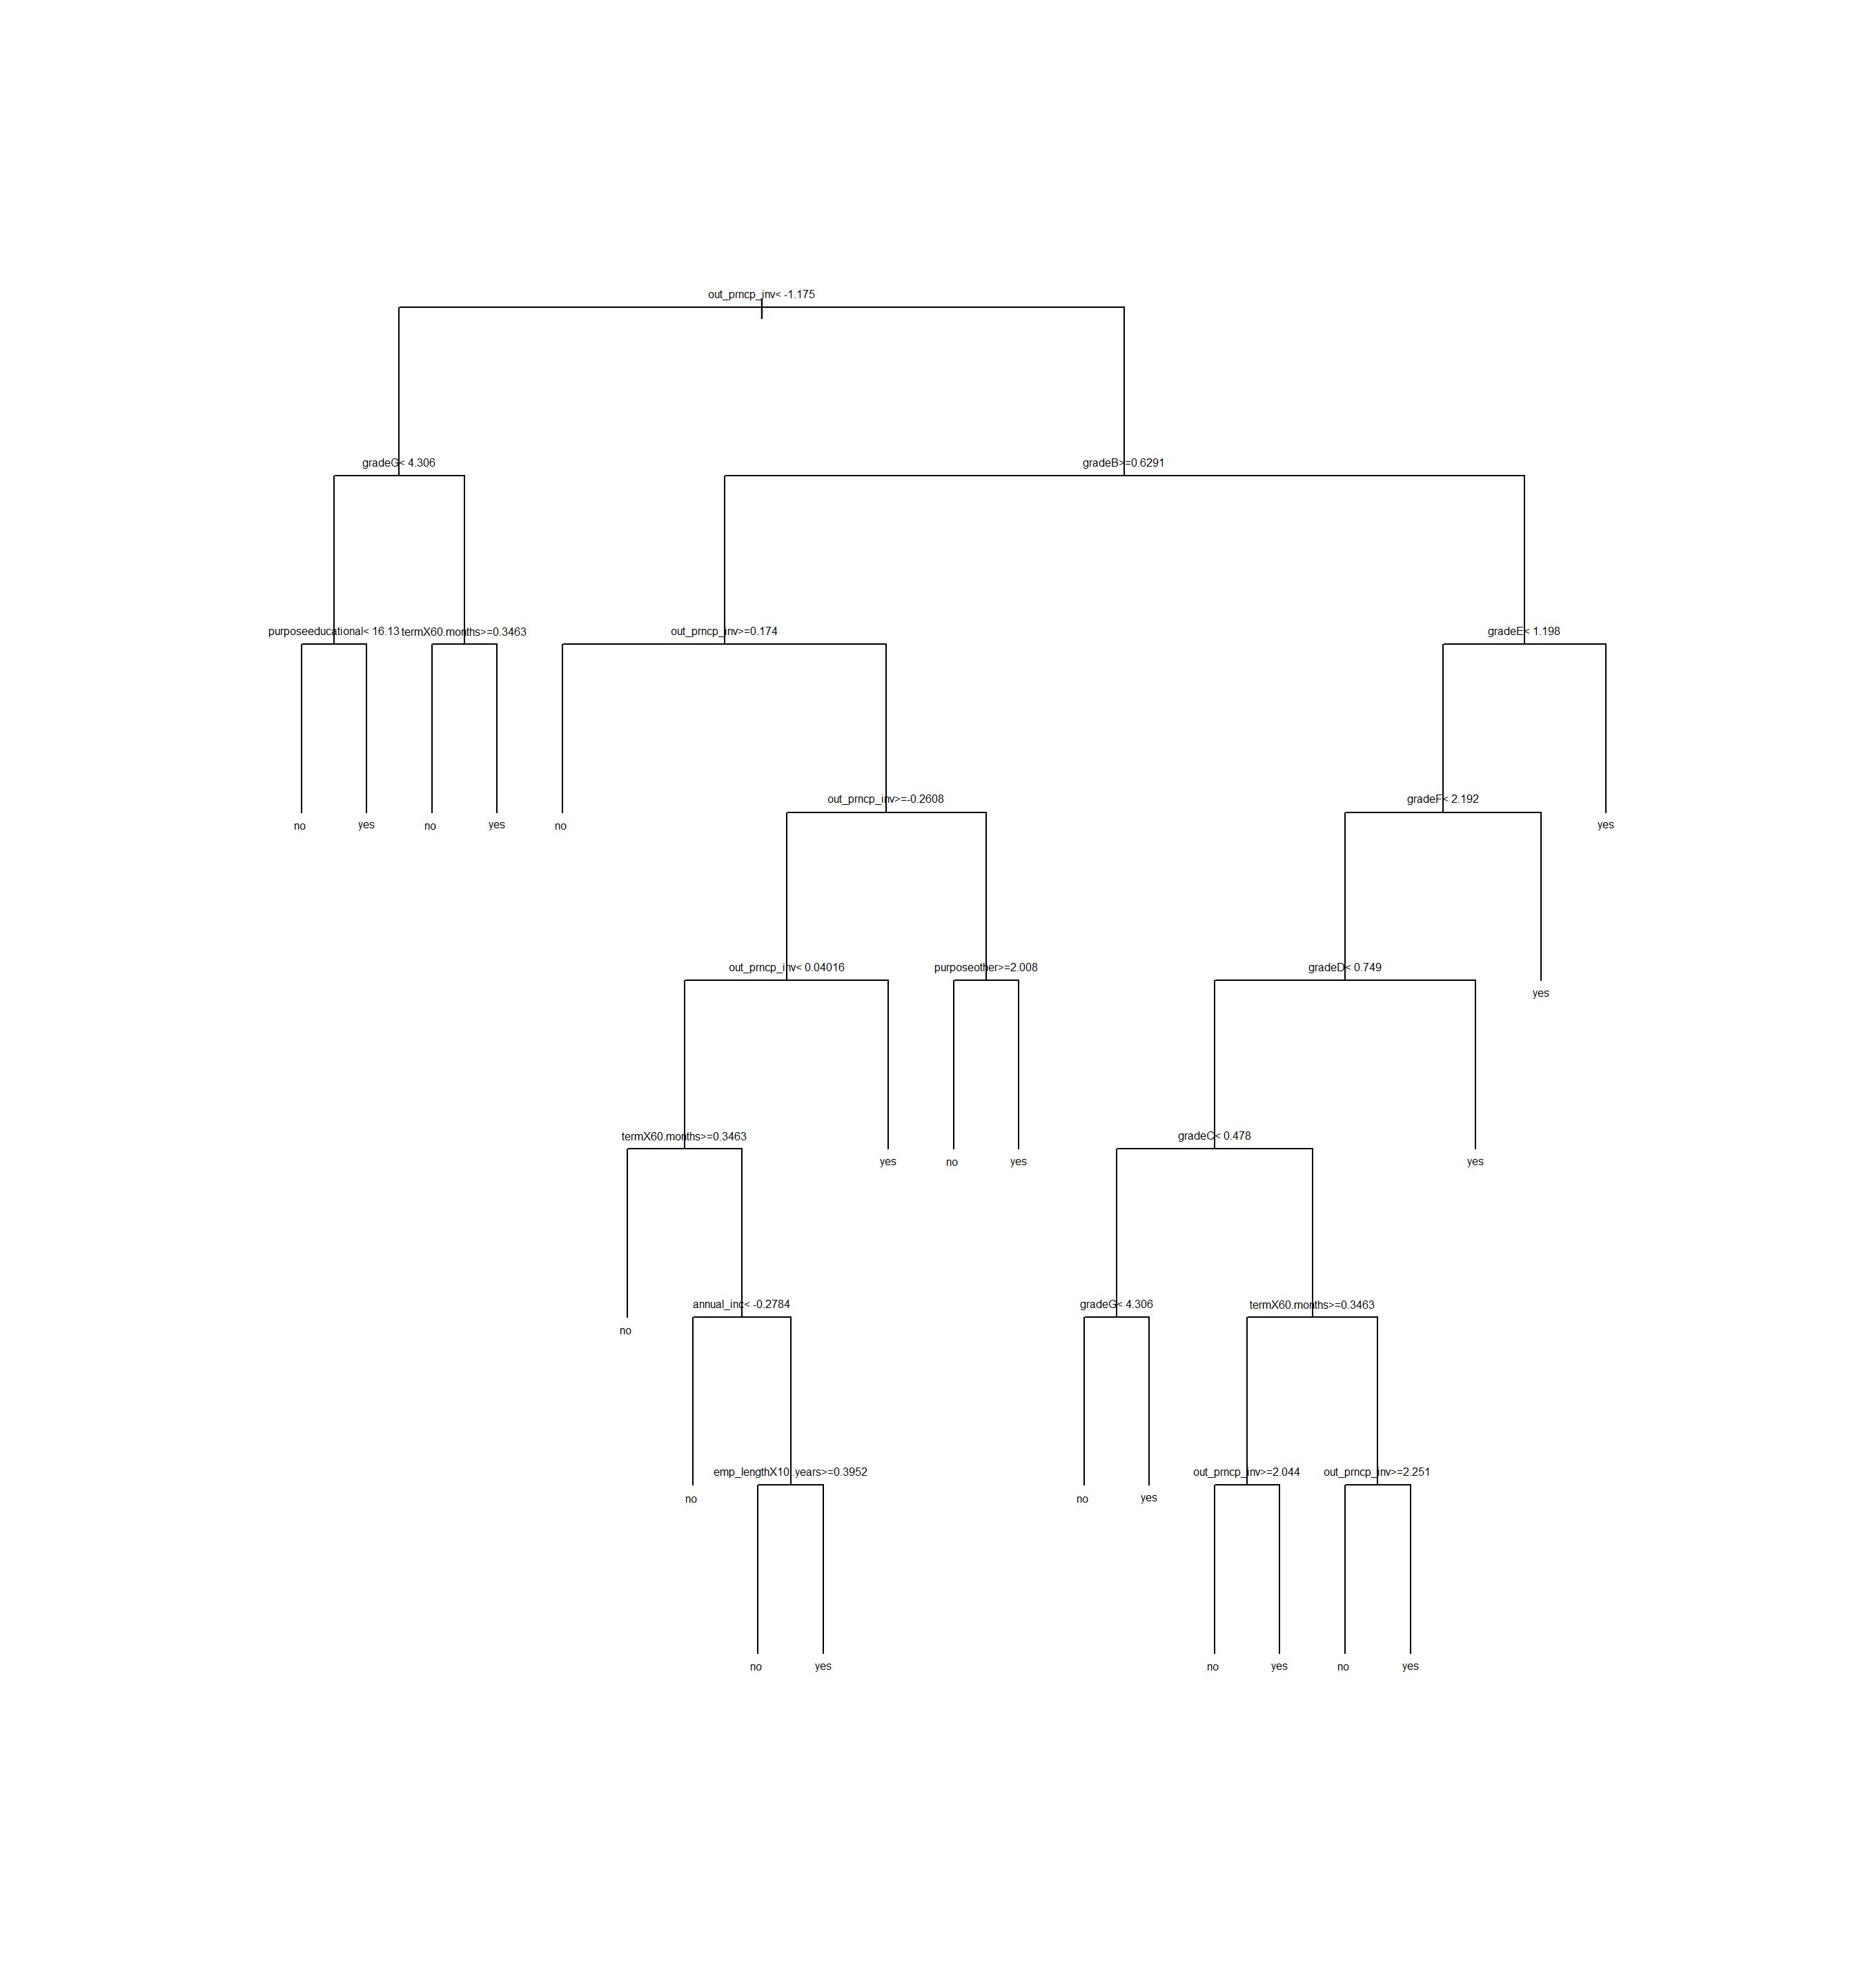 out_prncp_inv< -1.175
gradeG< 4.306
gradeB>=0.6291
purposeeducational< 16.13
termX60.months>=0.3463
out_prncp_inv>=0.174
gradeE< 1.198
out_prncp_inv>=-0.2608
gradeF< 2.192
no
yes
no
yes
no
yes
out_prncp_inv< 0.04016
purposeother>=2.008
gradeD< 0.749
yes
termX60.months>=0.3463
gradeC< 0.478
yes
no
yes
yes
annual_inc< -0.2784
gradeG< 4.306
termX60.months>=0.3463
no
emp_lengthX10..years>=0.3952
out_prncp_inv>=2.044
out_prncp_inv>=2.251
no
no
yes
no
yes
no
yes
no
yes